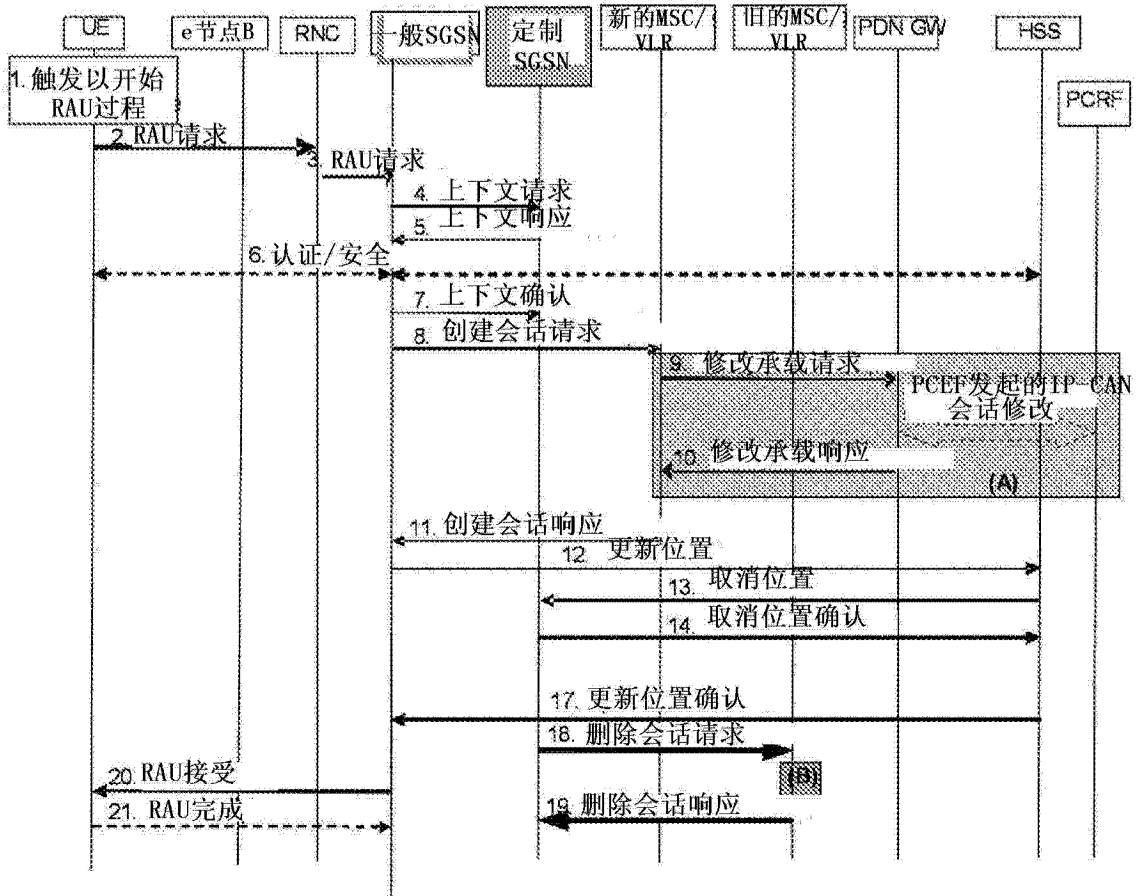 UE
e节点B
RNC
一般SGSN
定制
SGSN
新的MSC/
VLR
旧的MSC/
VLR
PDN GW
HSS
PCRF
1. 触发以开始
RAU过程
2. RAU请求
3. RAU请求
4. 上下文请求
5. 上下文响应
6. 认证/安全
7. 上下文确认
8. 创建会话请求
9. 修改承载请求
PCEF发起的IP CAN
会话修改
10. 修改承载响应
(A)
11. 创建会话响应
12. 更新位置
13. 取消位置
14. 取消位置确认
17. 更新位置确认
18. 删除会话请求
(B)
19. 删除会话响应
20. RAU接受
21. RAU完成